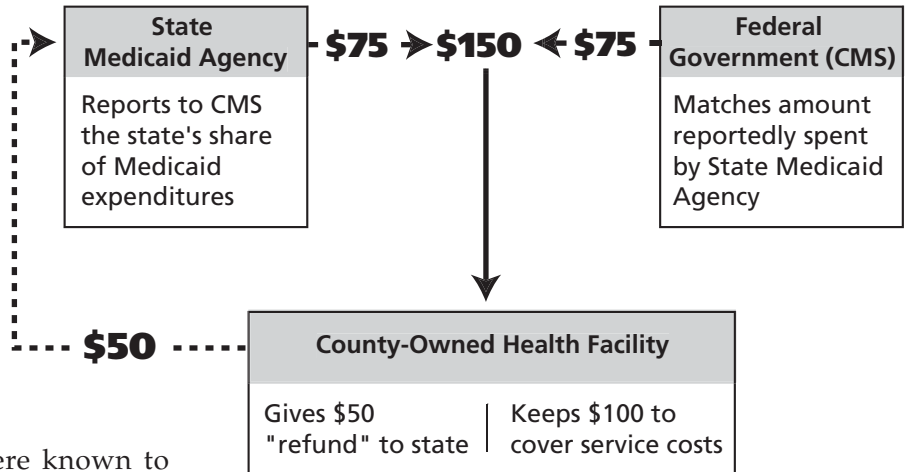 State
Medicaid Agency
Reports to CMS
the state's share
of Medicaid
expenditures
$75
$150
$75
Federal
Government (CMS)
Matches amount
reportedly spent
by State Medicaid
Agency
$50
County-Owned Health Facility
Gives $50
"refund" to state
Keeps $100 to
cover service costs
ere known to